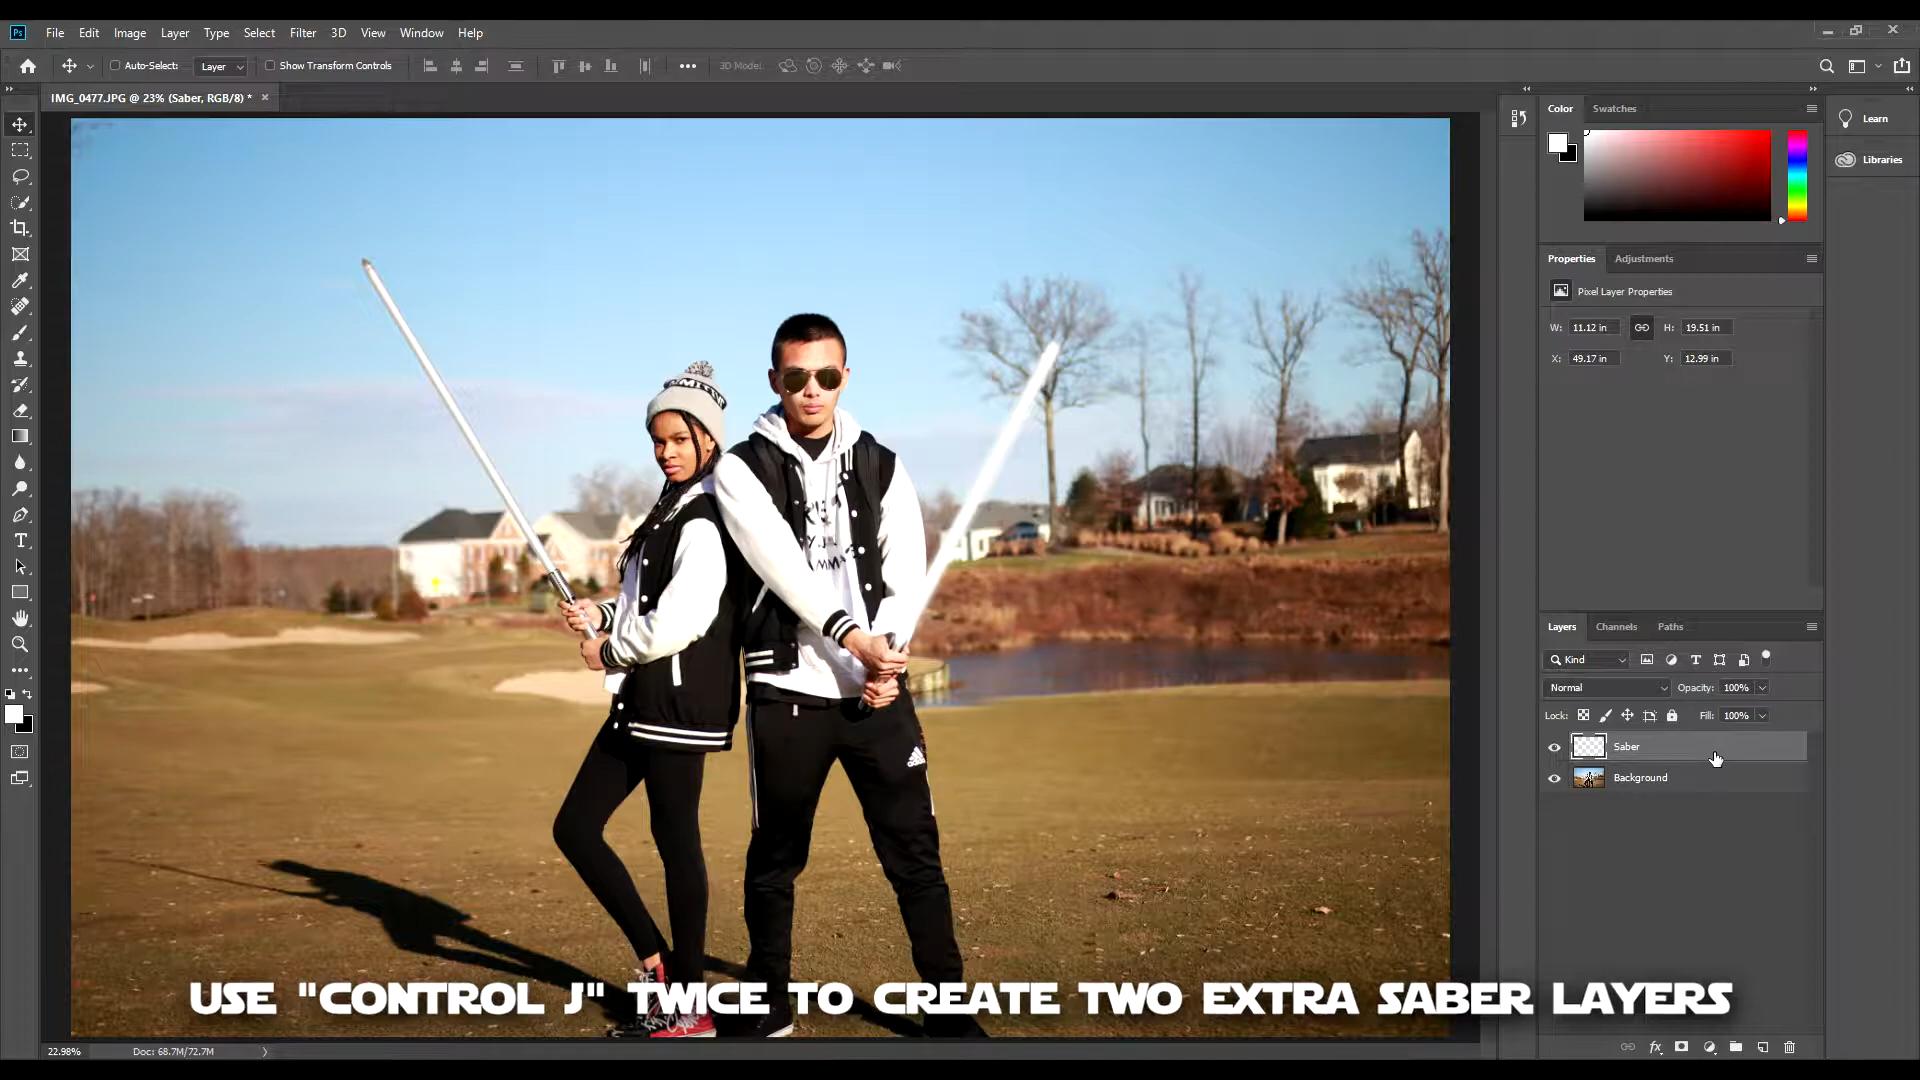 Ps File Edit Image Layer Type Select Filter 3D View Window Help
Auto-Select: Layer Show Transform Controls 3D Model:
IMG_0477.JPG @ 23% (Saber, RGB/8) *
Color Swatches
Learn
Libraries
Properties Adjustments
Pixel Layer Properties
W: 11.12 in H: 19.51 in
X: 49.17 in Y: 12.99 in
Layers Channels Paths
Kind
Normal Opacity: 100%
Lock: Fill: 100%
Saber
Background
USE "CONTROL J" TWICE TO CREATE TWO EXTRA SABER LAYERS
22.98% Doc: 68.7M/72.7M